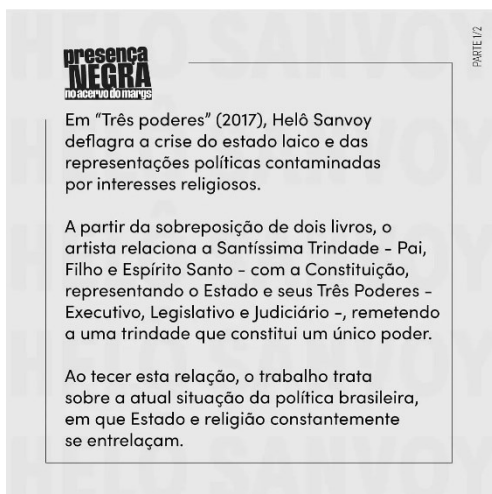 PARTE 1/2
presença
NEGRA
no acervo do margs
Em “Três poderes” (2017), Helô Sanvoy
deflagra a crise do estado laico e das
representações políticas contaminadas
por interesses religiosos.
A partir da sobreposição de dois livros, o
artista relaciona a Santíssima Trindade - Pai,
Filho e Espírito Santo - com a Constituição,
representando o Estado e seus Três Poderes -
Executivo, Legislativo e Judiciário -, remetendo
a uma trindade que constitui um único poder.
Ao tecer esta relação, o trabalho trata
sobre a atual situação da política brasileira,
em que Estado e religião constantemente
se entrelaçam.
HELÔ SANVOY